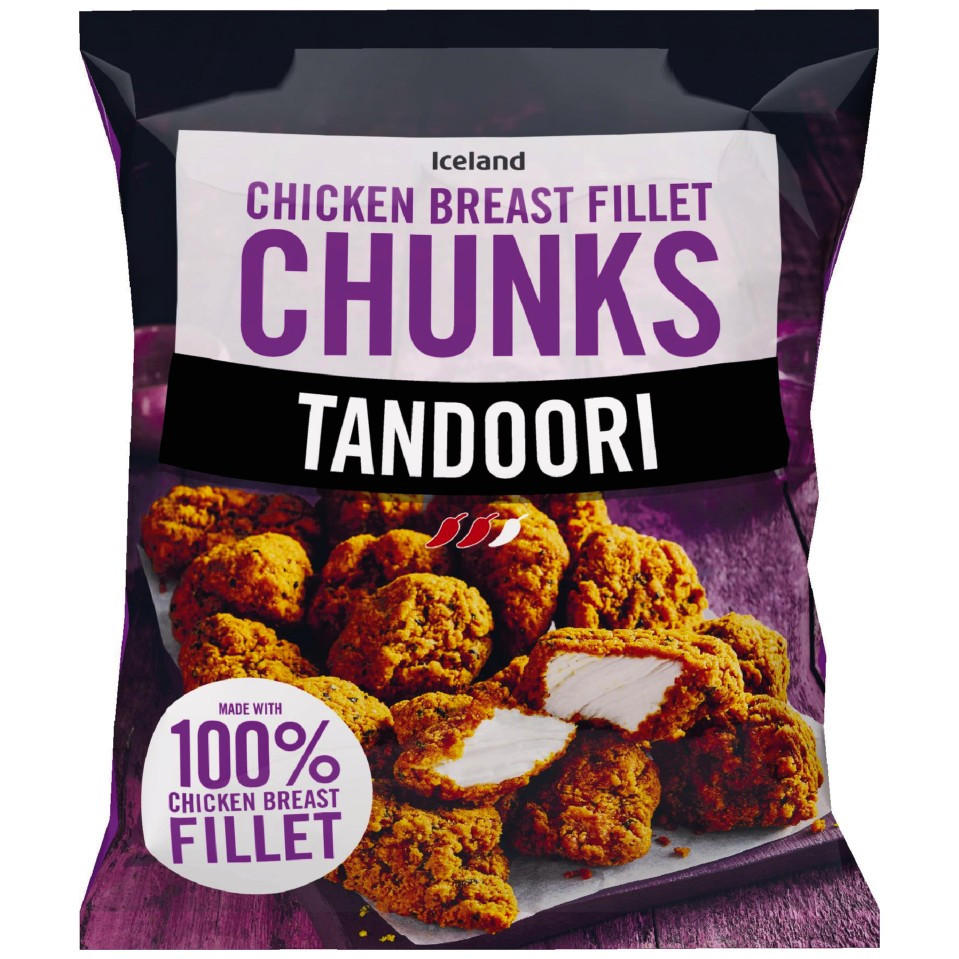 Iceland
CHICKEN BREAST FILLET
CHUNKS
TANDOORI
MADE WITH
100%
CHICKEN BREAST
FILLET